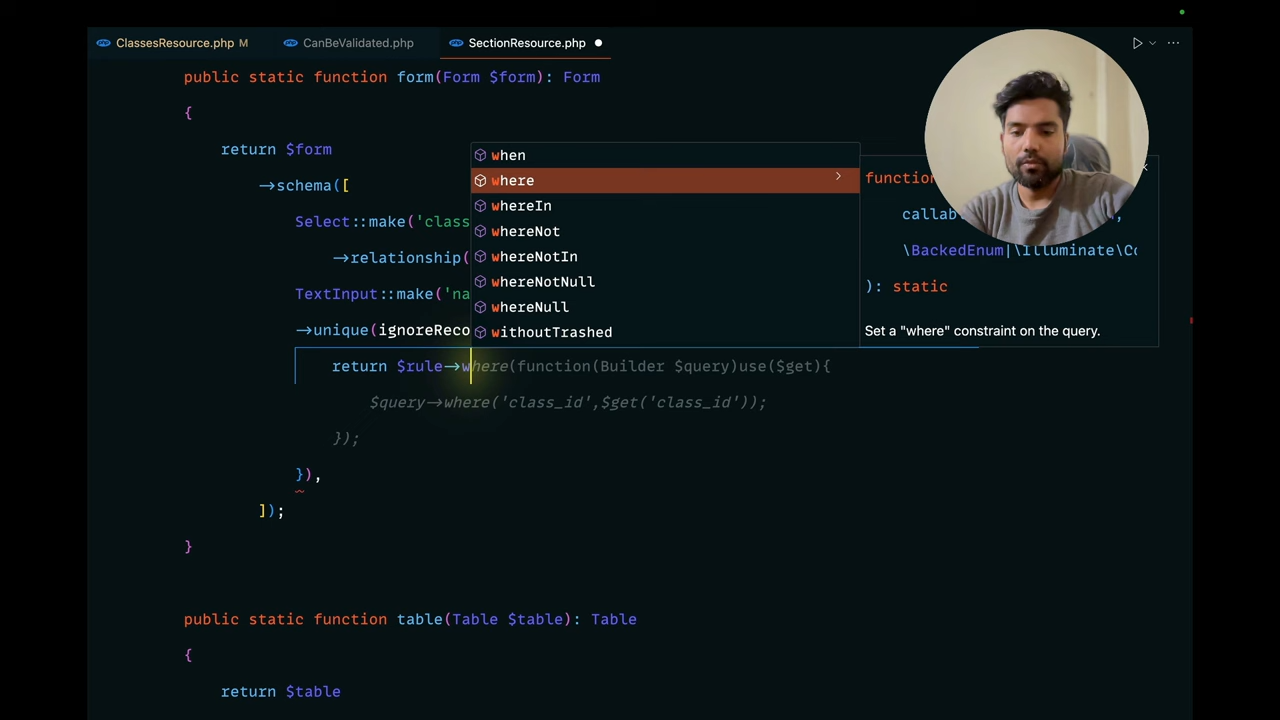 ClassesResource.php M CanBeValidated.php SectionResource.php
public static function form(Form $form): Form
{
return $form
->schema([
Select::make('class
->relationship(
TextInput::make('na
->unique(ignoreReco
return $rule->where(function(Builder $query)use($get){
$query->where('class_id',$get('class_id'));
});
}),
]);
}
public static function table(Table $table): Table
{
return $table
when
where
whereIn
whereNot
whereNotIn
whereNotNull
whereNull
withoutTrashed
function
callab
\BackedEnum|\Illuminate\Co
): static
Set a "where" constraint on the query.